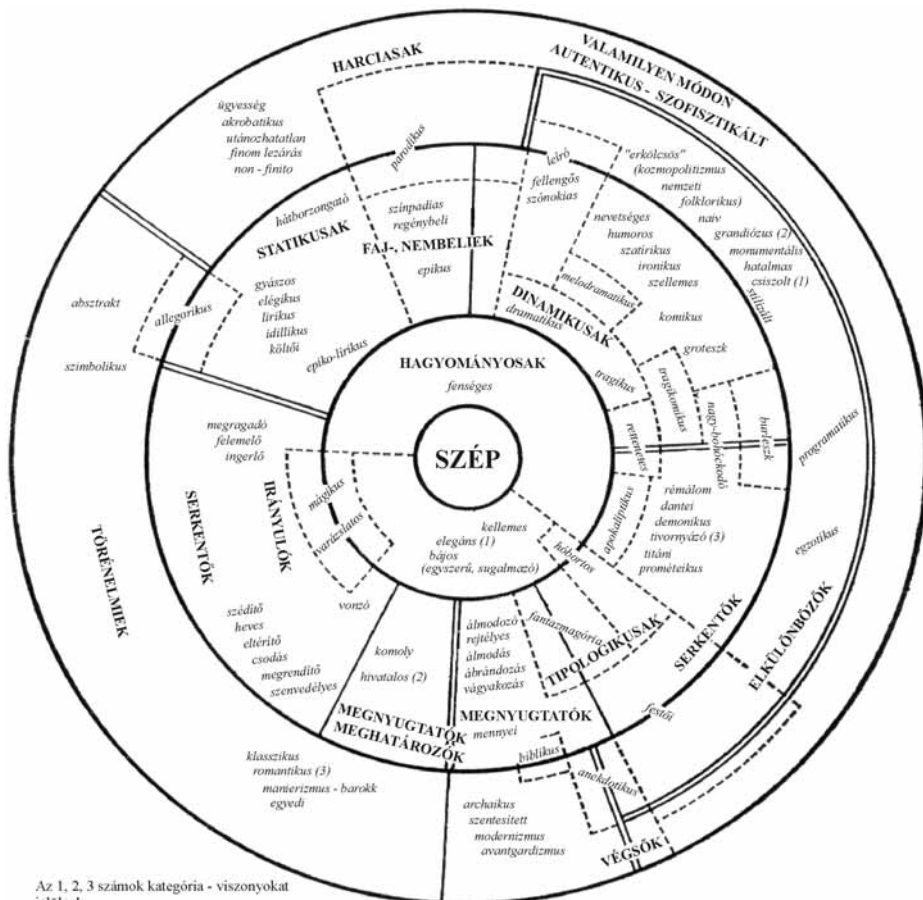 HARCIASAK
VALAMILYEN MÓDON
AUTENTIKUS - SZOFISZTIKÁLT
ügyesség
akrobatikus
utánozhatatlan
finom lezárás
non - finito
parodikus
leíró
"erkölcsös"
(kozmopolitizmus
nemzeti
folklorikus)
naiv
grandiózus (2)
monumentális
hatalmas
csiszolt (1)
stilizált
hátborzongató
STATIKUSAK
színpadias
regénybeli
FAJ-, NEMBELIEK
epikus
fellengős
szónokias
nevetséges
humoros
szatirikus
ironikus
szellemes
melodramatikus
DINAMIKUSAK
dramatikus
komikus
absztrakt
allegorikus
szimbolikus
gyászos
elégikus
lírikus
idillikus
költői
epiko-lírikus
HAGYOMÁNYOSAK
fenséges
tragikus
groteszk
tragikomikus
nagy-bohóckodó
burleszk
programatikus
megragadó
felemelő
ingerlő
SZÉP
rettenetes
SERKENTŐK
IRÁNYULÓK
mágikus
varázslatos
kellemes
elegáns (1)
bájos
(egyszerű, sugalmazó)
hóbortos
apokaliptikus
rémálom
dantei
demonikus
tivornyázó (3)
titáni
prométeikus
egzotikus
TÖRÉNELMIEK
vonzó
szédítő
heves
eltérítő
csodás
megrendítő
szenvedélyes
komoly
hivatalos (2)
álmodozó
rejtélyes
álmodás
ábrándozás
vágyakozás
fantazmagória
TIPOLOGIKUSAK
SERKENTŐK
ELKÜLÖNBÖZŐK
MEGNYUGTATÓK
MEGHATÁROZÓK
MEGNYUGTATÓK
mennyei
festői
klasszikus
romantikus (3)
manierizmus - barokk
egyedi
biblikus
anekdotikus
archaikus
szentesített
modernizmus
avantgardizmus
VÉGSŐK
Az 1, 2, 3 számok kategória - viszonyokat